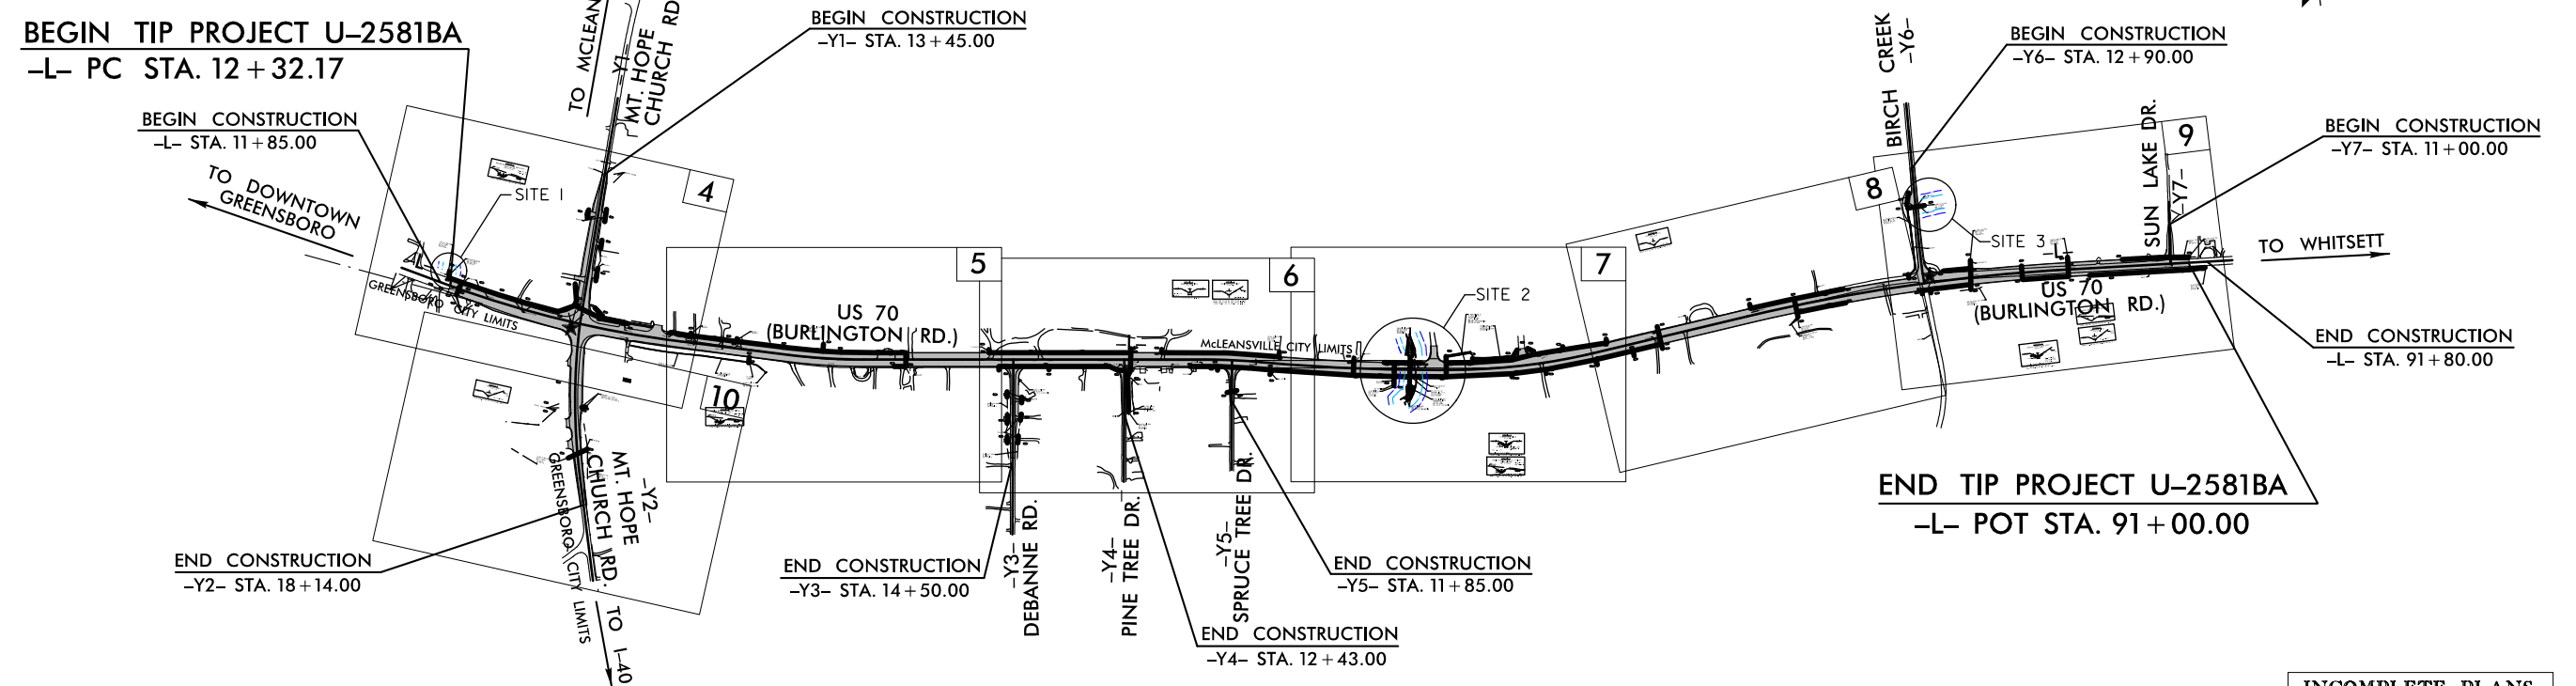 BEGIN TIP PROJECT U–2581BA
–L– PC STA. 12+32.17
BEGIN CONSTRUCTION
–L– STA. 11+85.00
TO DOWNTOWN
GREENSBORO
SITE 1
TO MCLEAN
–Y1–
MT. HOPE
CHURCH RD
BEGIN CONSTRUCTION
–Y1– STA. 13+45.00
4
GREENSBORO
CITY LIMITS
10
MT. HOPE
CHURCH RD.
–Y2–
GREENSBORO CITY LIMITS
TO I–40
END CONSTRUCTION
–Y2– STA. 18+14.00
5
US 70
(BURLINGTON RD.)
6
McLEANSVILLE CITY LIMITS
END CONSTRUCTION
–Y3– STA. 14+50.00
–Y3–
DEBANNE RD.
–Y4–
PINE TREE DR.
END CONSTRUCTION
–Y4– STA. 12+43.00
–Y5–
SPRUCE TREE DR.
END CONSTRUCTION
–Y5– STA. 11+85.00
SITE 2
7
8
BIRCH CREEK
–Y6–
BEGIN CONSTRUCTION
–Y6– STA. 12+90.00
SITE 3
US 70
(BURLINGTON RD.)
SUN LAKE DR.
–Y7–
9
BEGIN CONSTRUCTION
–Y7– STA. 11+00.00
TO WHITSETT
END CONSTRUCTION
–L– STA. 91+80.00
END TIP PROJECT U–2581BA
–L– POT STA. 91+00.00
INCOMPLETE PLANS